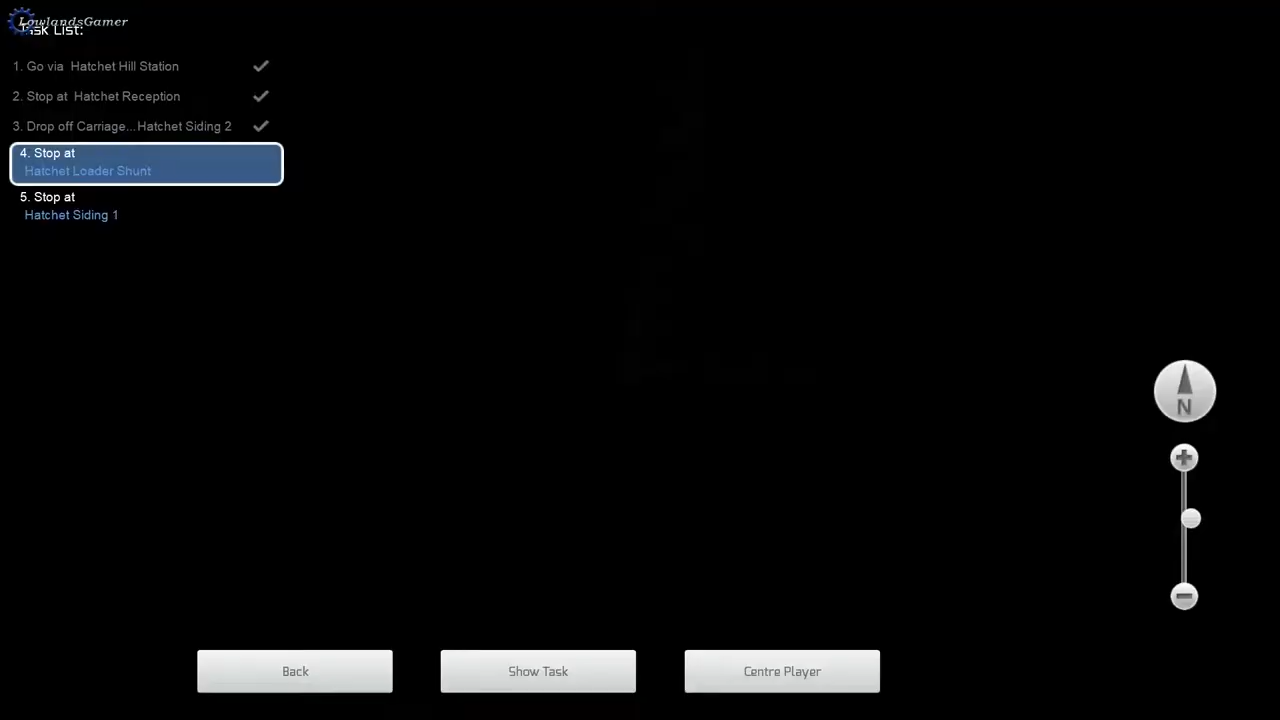 LowlandsGamer
Task List:
1. Go via Hatchet Hill Station
2. Stop at Hatchet Reception
3. Drop off Carriage...Hatchet Siding 2
4. Stop at
Hatchet Loader Shunt
5. Stop at
Hatchet Siding 1
N
Back
Show Task
Centre Player